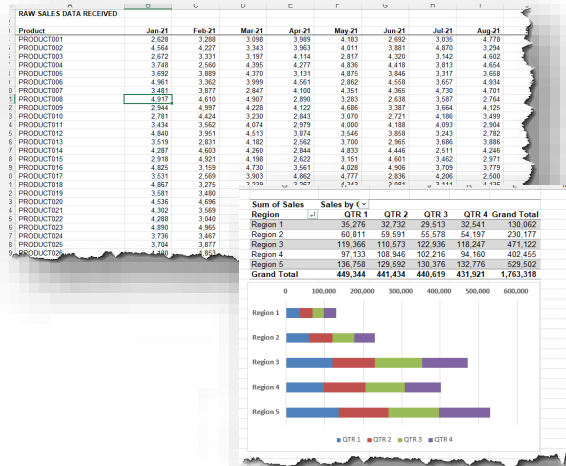 RAW SALES DATA RECEIVED
Product Jan-21 Feb-21 Mar-21 Apr-21 May-21 Jun-21 Jul-21 Aug-21
PRODUCT001 2,628 3,288 3,098 3,989 4,183 2,692 3,035 4,778
PRODUCT002 4,564 4,227 3,343 3,963 4,011 3,881 4,870 3,294
PRODUCT003 2,672 3,331 3,197 4,114 2,817 4,320 3,142 4,602
PRODUCT004 3,748 2,560 4,395 4,277 4,836 4,418 3,813 4,654
PRODUCT005 3,692 3,889 4,370 3,131 4,875 3,846 3,317 3,658
PRODUCT006 4,961 3,362 3,999 4,561 2,862 4,558 3,657 4,934
PRODUCT007 3,481 3,877 2,847 4,100 4,351 4,365 4,730 4,701
PRODUCT008 4,917 4,610 4,907 2,890 3,283 2,638 3,587 2,764
PRODUCT009 2,944 4,997 4,228 4,122 4,686 3,387 3,664 4,125
PRODUCT010 2,781 4,424 3,230 2,843 3,070 2,721 4,186 3,499
PRODUCT011 3,434 3,562 4,074 2,979 4,000 4,188 4,093 2,904
PRODUCT012 4,840 3,951 4,513 3,874 3,546 3,858 3,243 2,782
PRODUCT013 3,519 2,831 4,182 2,562 3,700 2,965 3,686 3,886
PRODUCT014 4,287 4,603 4,260 2,844 4,833 4,446 2,511 4,246
PRODUCT015 2,918 4,921 4,198 2,622 3,151 4,601 3,462 2,971
PRODUCT016 4,825 3,159 4,730 3,561 4,028 4,906 3,709 3,779
PRODUCT017 3,531 2,569 3,903 4,862 4,777 2,836 4,206 2,500
PRODUCT018 4,867 3,275
PRODUCT019 3,581 3,480
PRODUCT020 4,536 4,696
PRODUCT021 4,302 3,569
PRODUCT022 4,288 3,040
PRODUCT023 4,890 4,965
PRODUCT024 3,736 3,467
PRODUCT025 3,704 3,877
Sum of Sales Sales by (
Region QTR 1 QTR 2 QTR 3 QTR 4 Grand Total
Region 1 35,276 32,732 29,513 32,541 130,062
Region 2 60,811 59,591 55,578 54,197 230,177
Region 3 119,366 110,573 122,936 118,247 471,122
Region 4 97,133 108,946 102,216 94,160 402,455
Region 5 136,758 129,592 130,376 132,776 529,502
Grand Total 449,344 441,434 440,619 431,921 1,763,318
0 100,000 200,000 300,000 400,000 500,000 600,000
Region 1
Region 2
Region 3
Region 4
Region 5
QTR 1 QTR 2 QTR 3 QTR 4